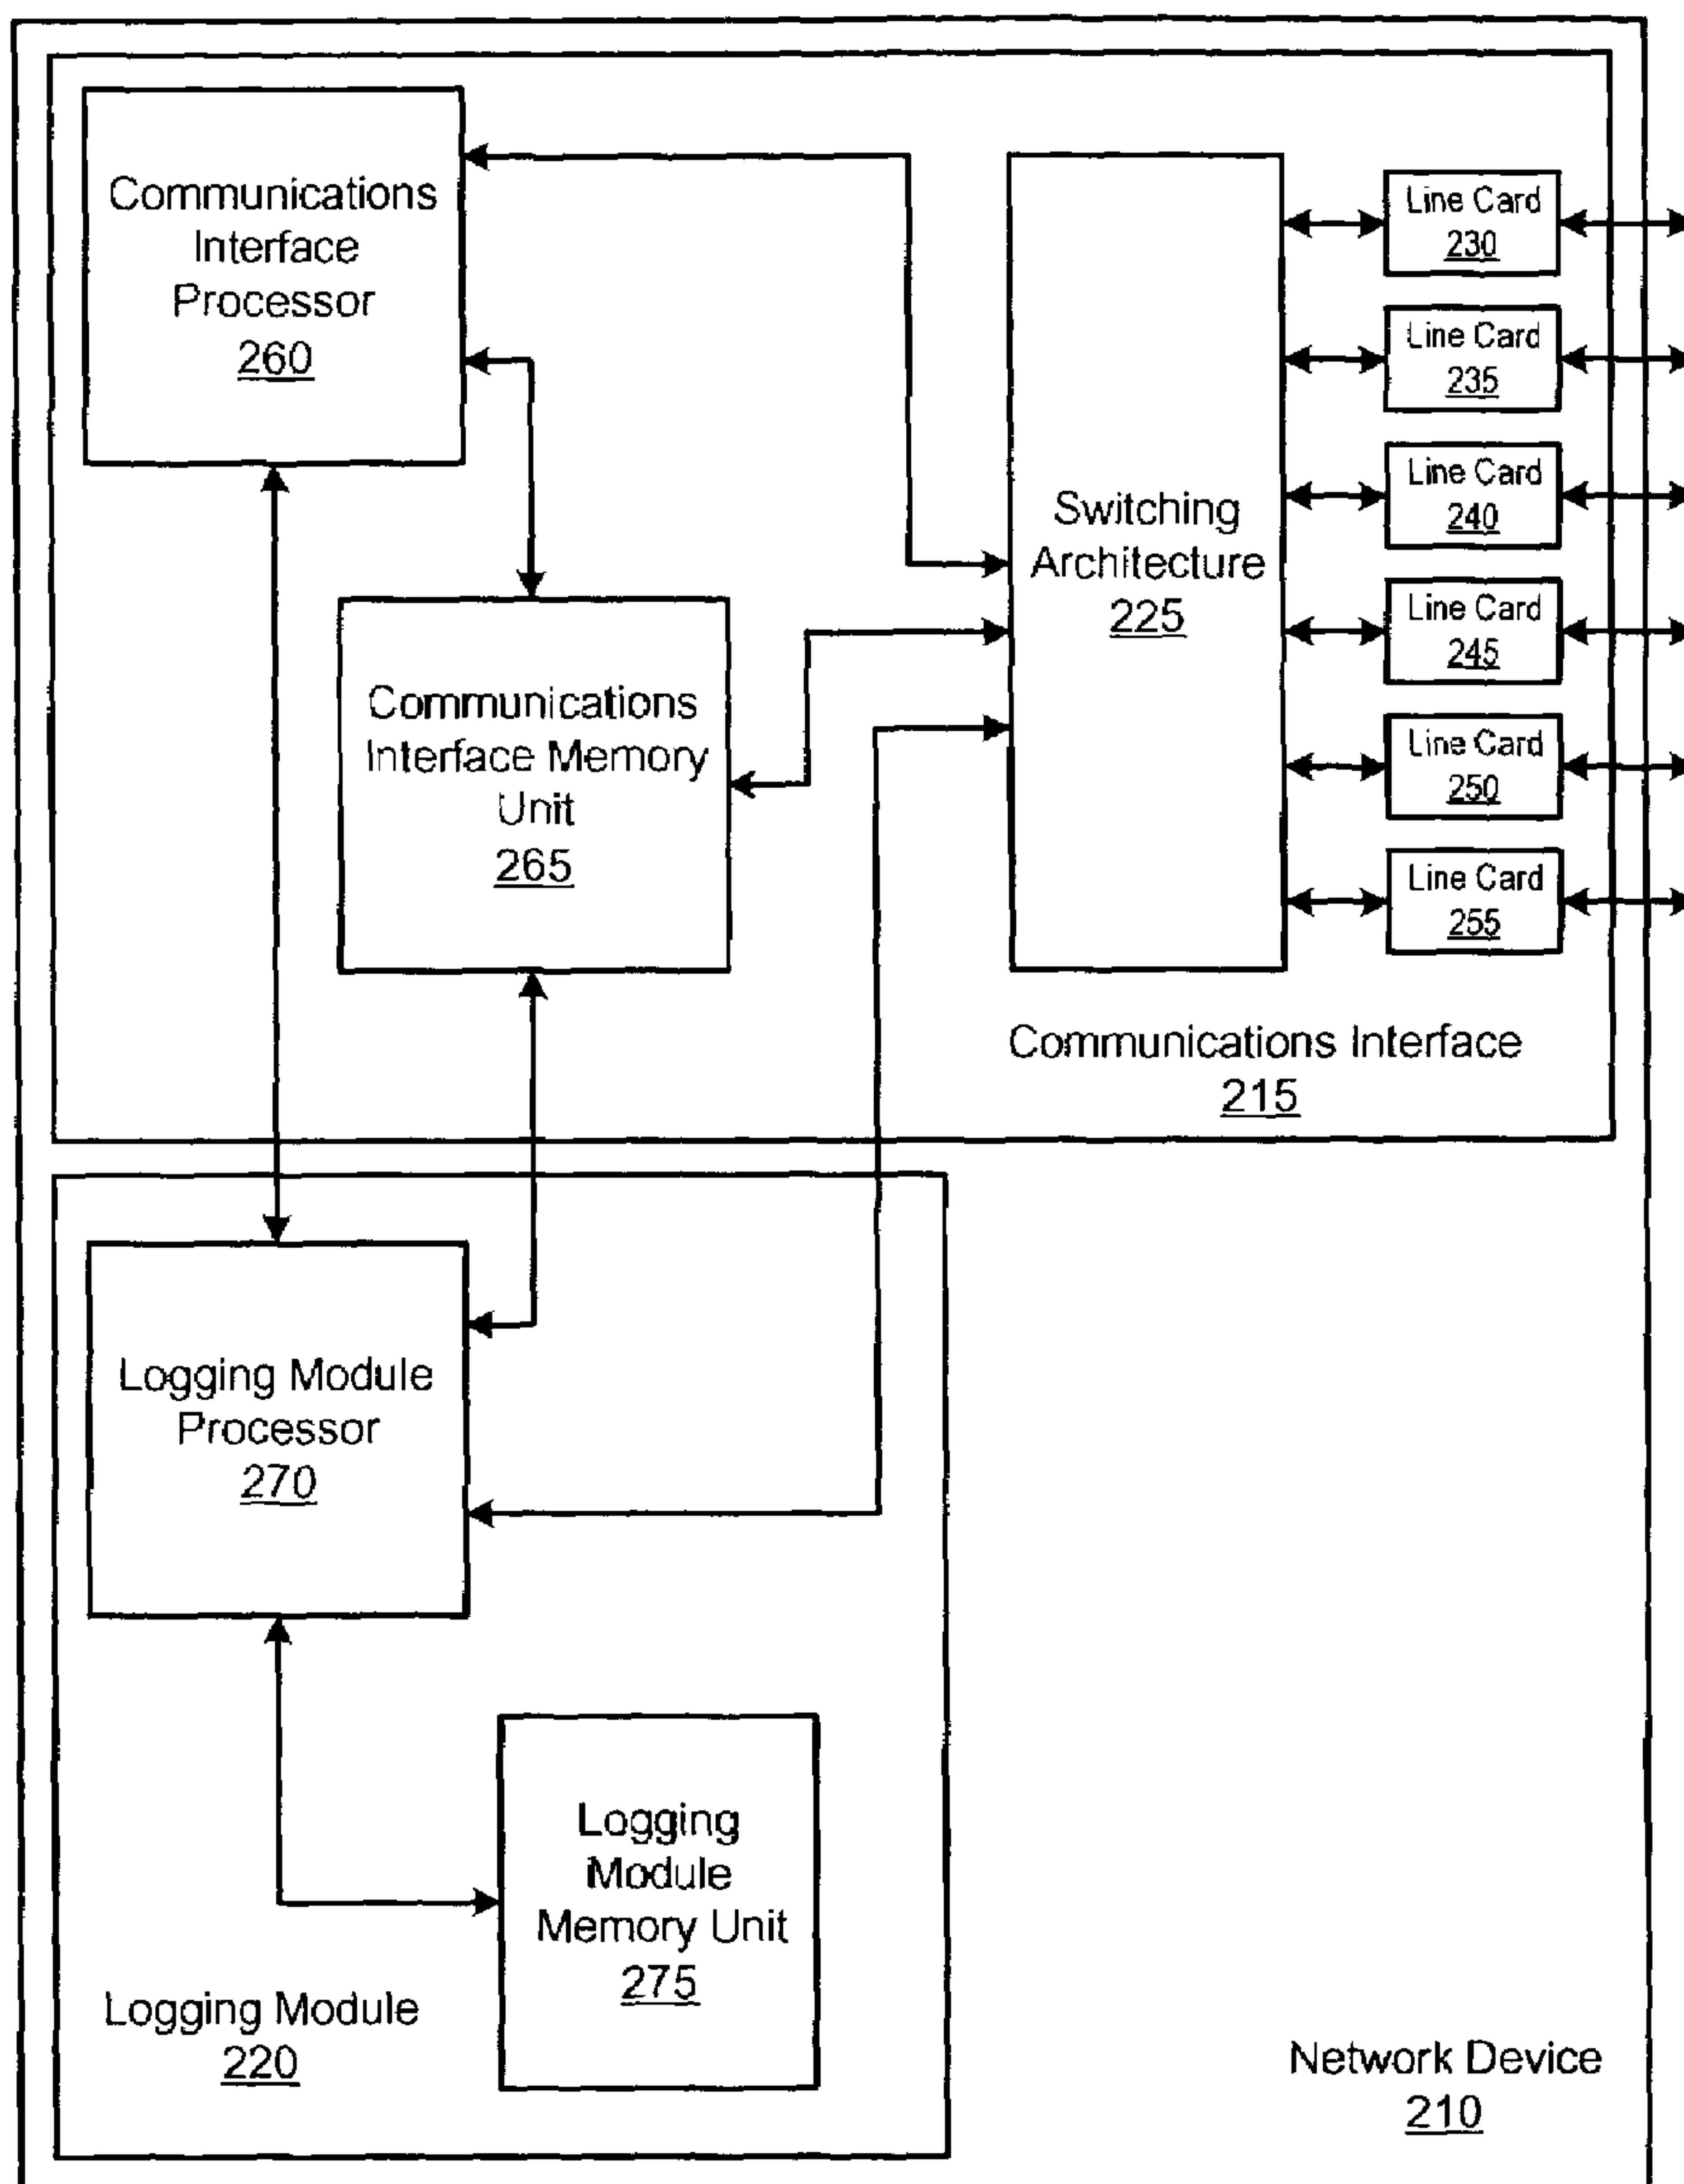 Communications
Interface
Processor
260
Line Card
230
Line Card
235
Line Card
240
Line Card
245
Line Card
250
Line Card
255
Switching
Architecture
225
Communications
Interface Memory
Unit
265
Communications Interface
215
Logging Module
Processor
270
Logging
Module
Memory Unit
275
Logging Module
220
Network Device
210